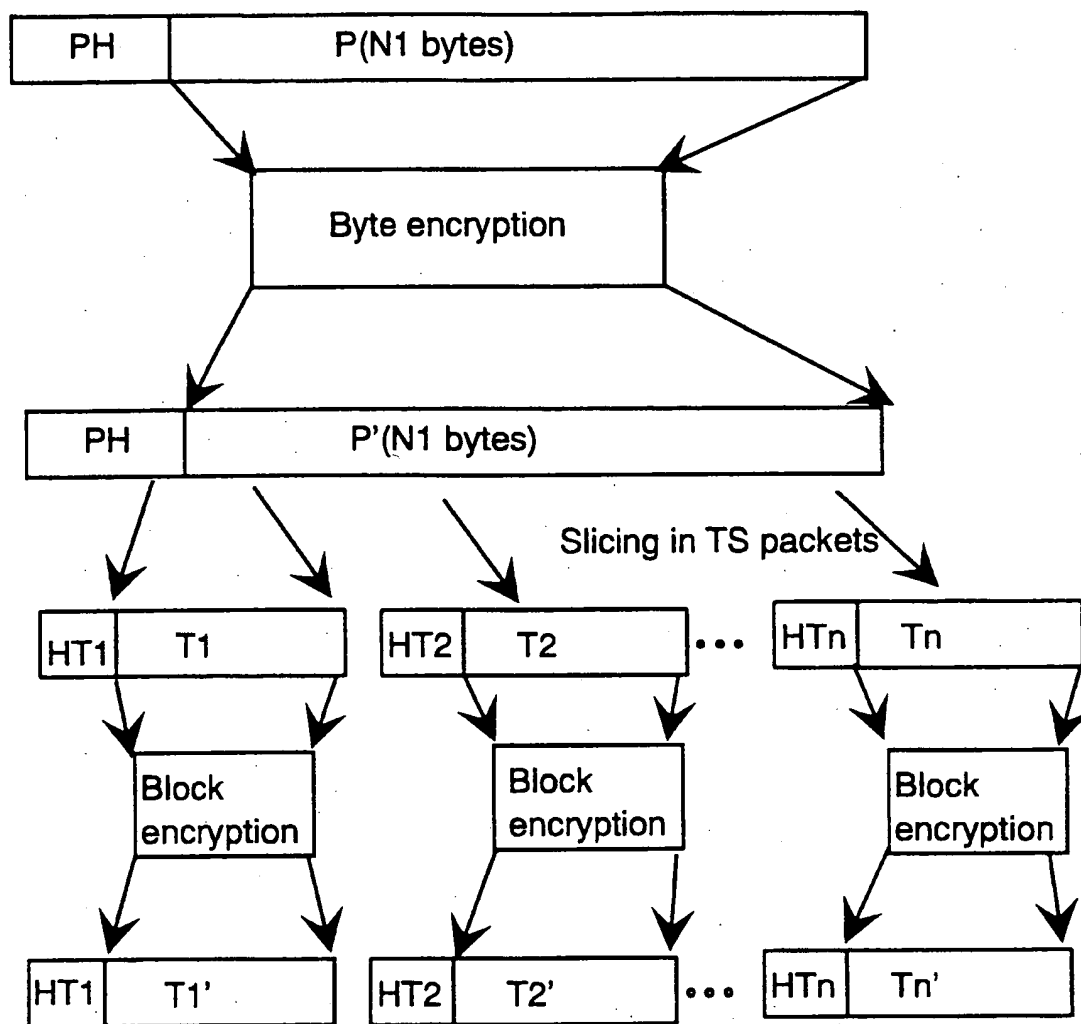 PH P(N1 bytes)
Byte encryption
PH P'(N1 bytes)
Slicing in TS packets
HT1 T1 HT2 T2 ••• HTn Tn
Block
encryption
Block
encryption
Block
encryption
HT1 T1' HT2 T2' ••• HTn Tn'